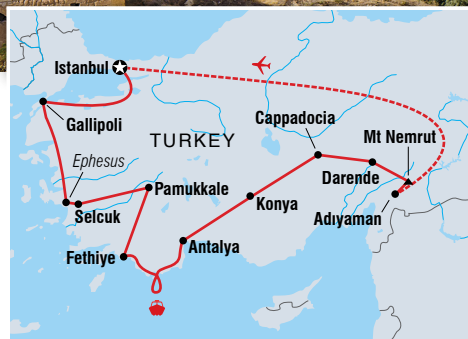 Istanbul
Gallipoli
TURKEY
Cappadocia
Mt Nemrut
Ephesus
Pamukkale
Darende
Selcuk
Konya
Adıyaman
Fethiye
Antalya